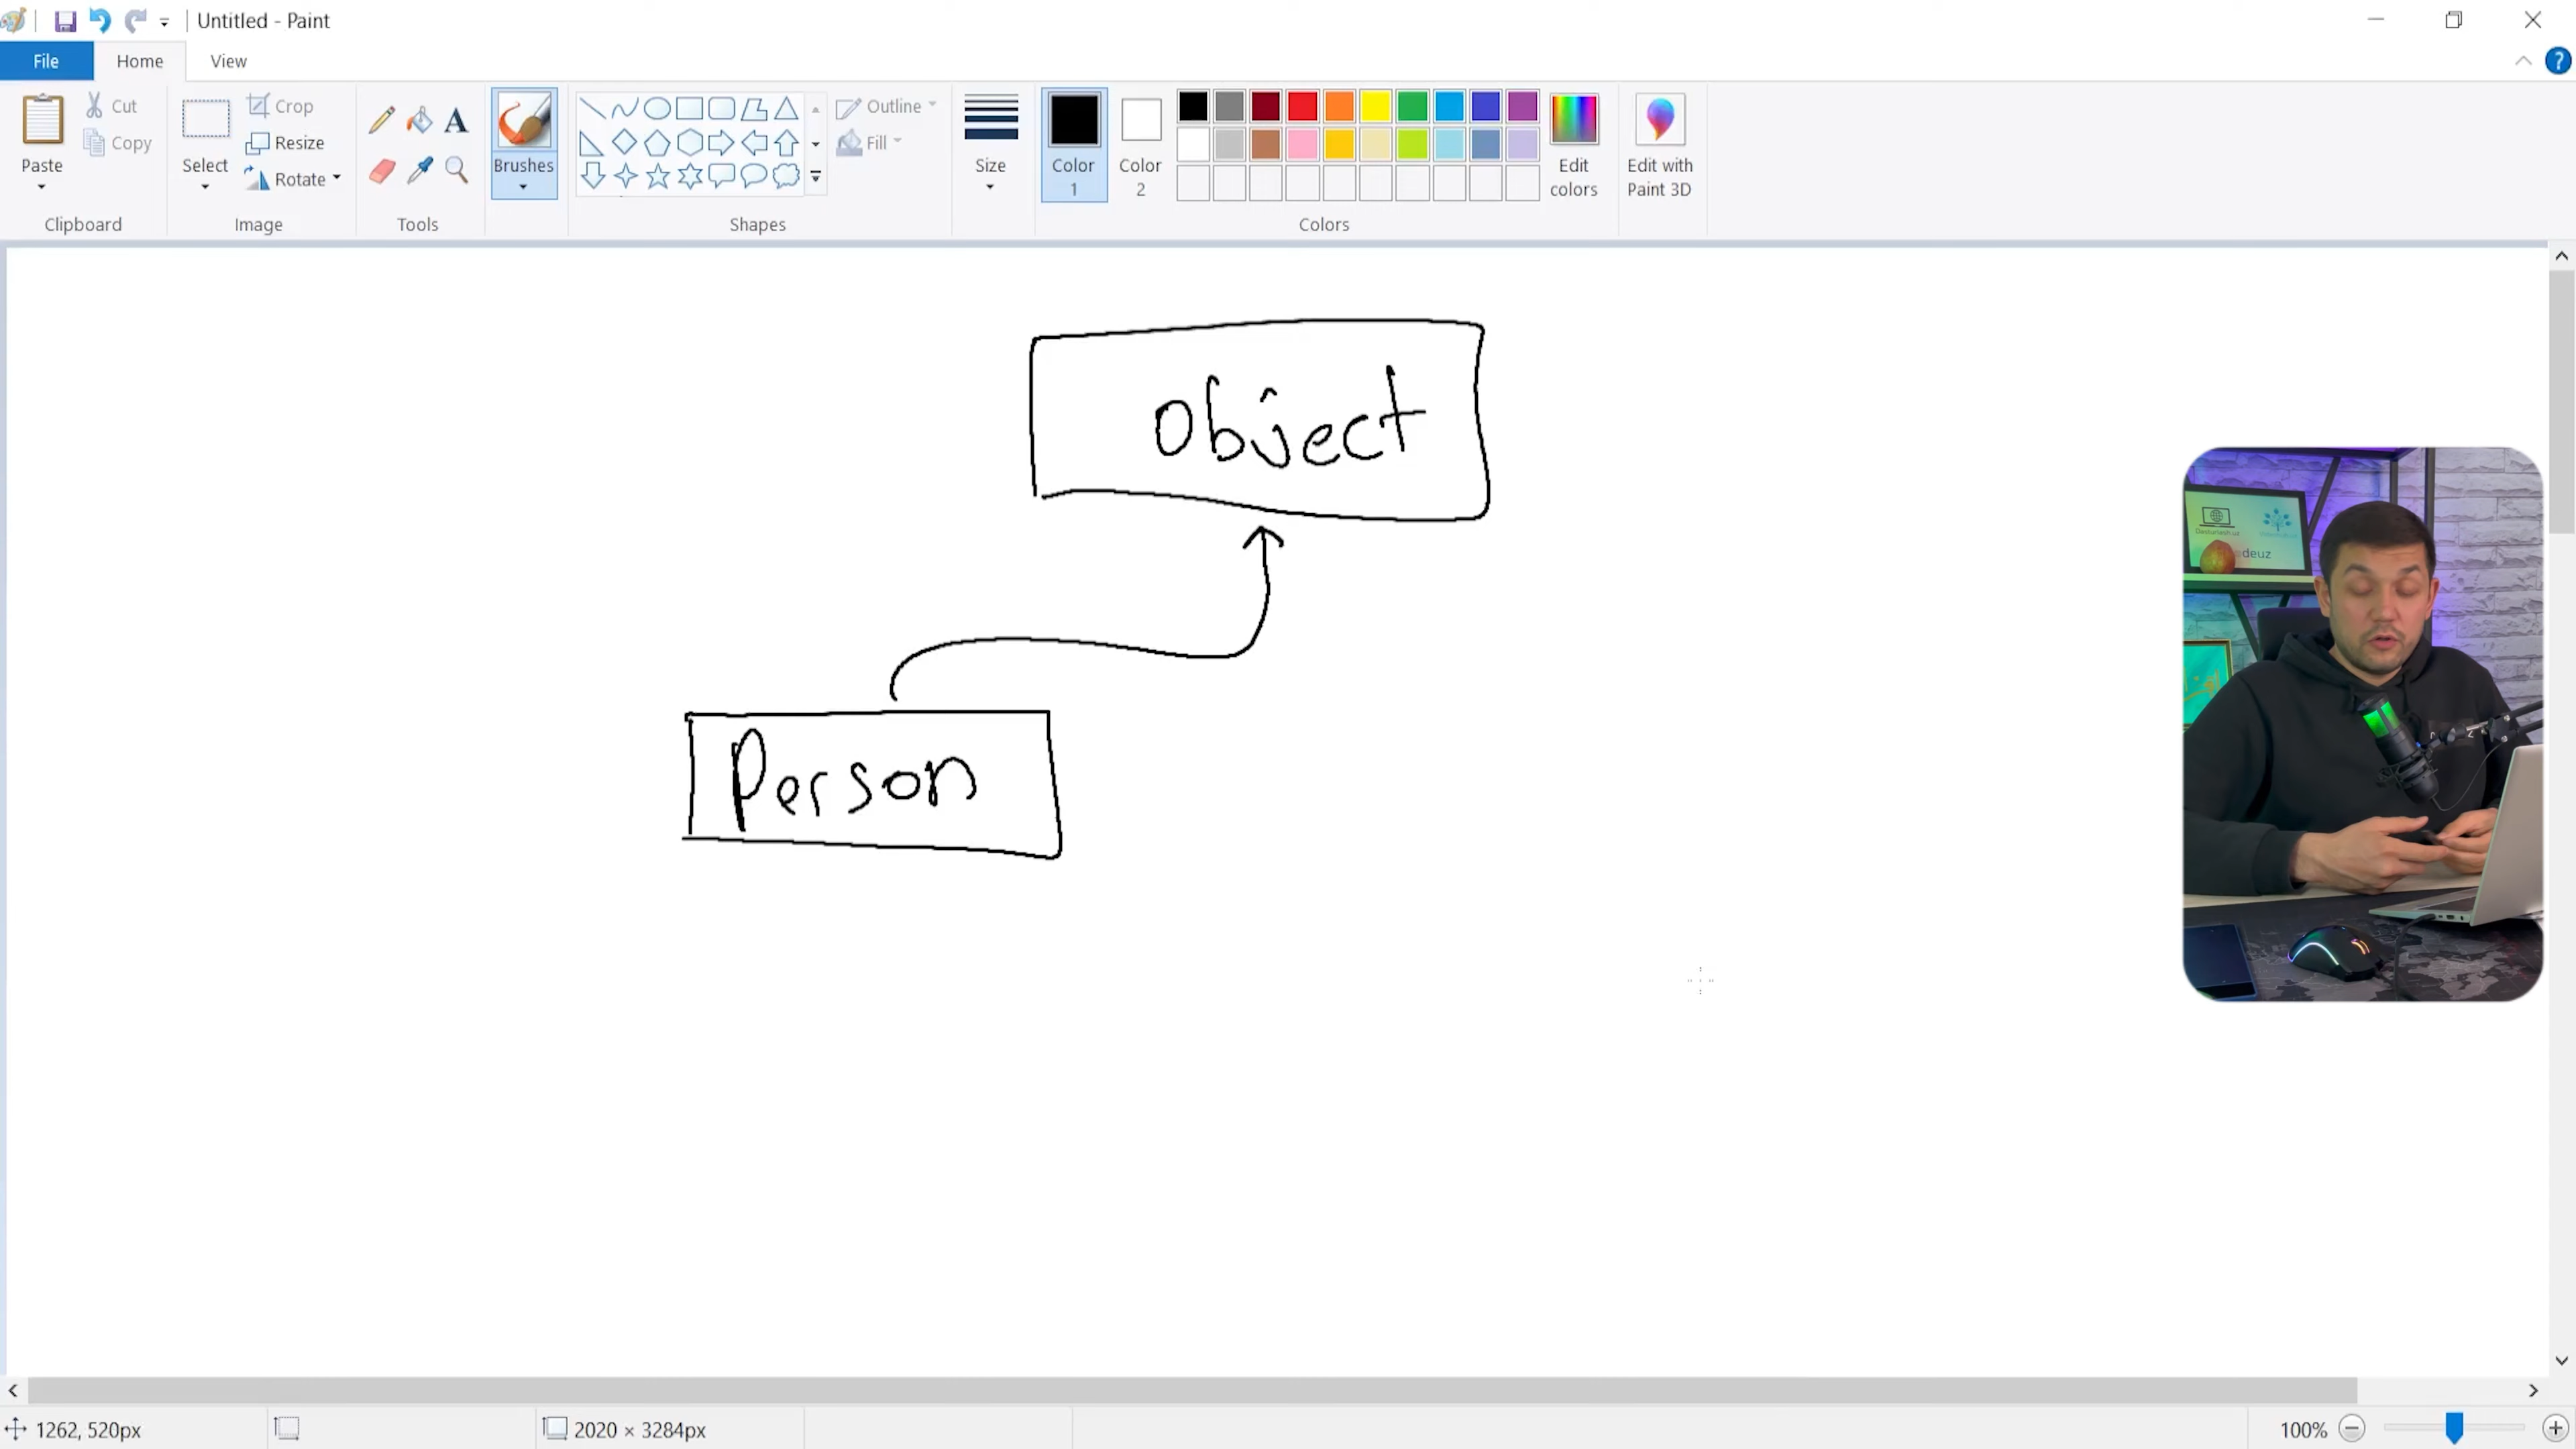 Untitled - Paint
File
Home
View
Paste
Cut
Copy
Clipboard
Select
Crop
Resize
Rotate
Image
Tools
Brushes
Shapes
Outline
Fill
Size
Color 1
Color 2
Colors
Edit colors
Edit with Paint 3D
Object
Person
deuz
1262, 520px
2020 × 3284px
100%